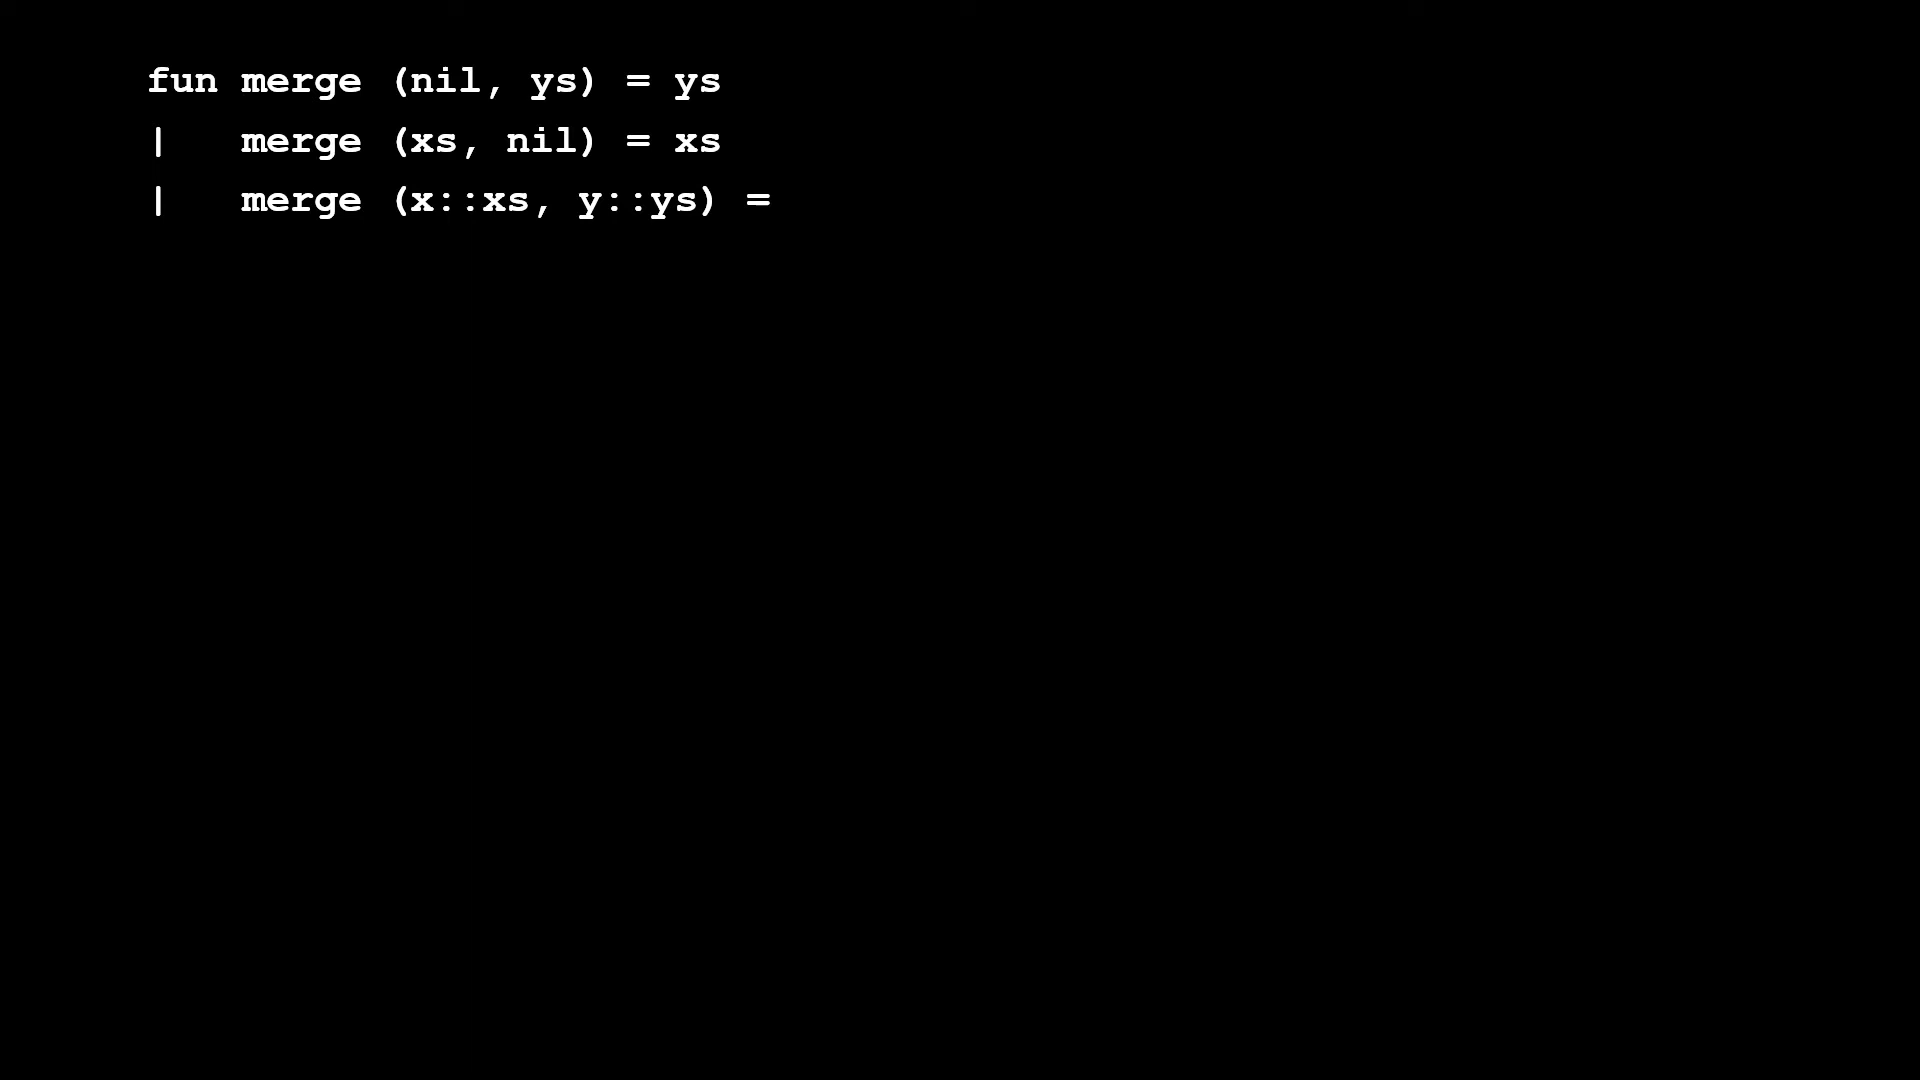 fun merge (nil, ys) = ys
|   merge (xs, nil) = xs
|   merge (x::xs, y::ys) =